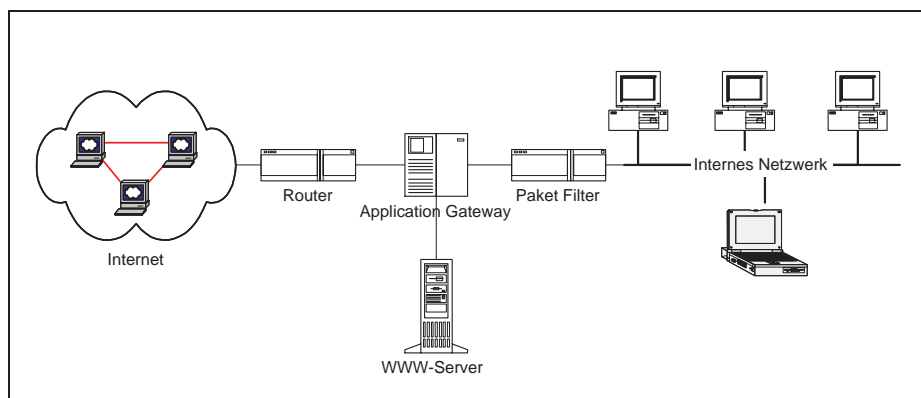 Internes Netzwerk
Router
Application Gateway
Paket Filter
Internet
WWW-Server